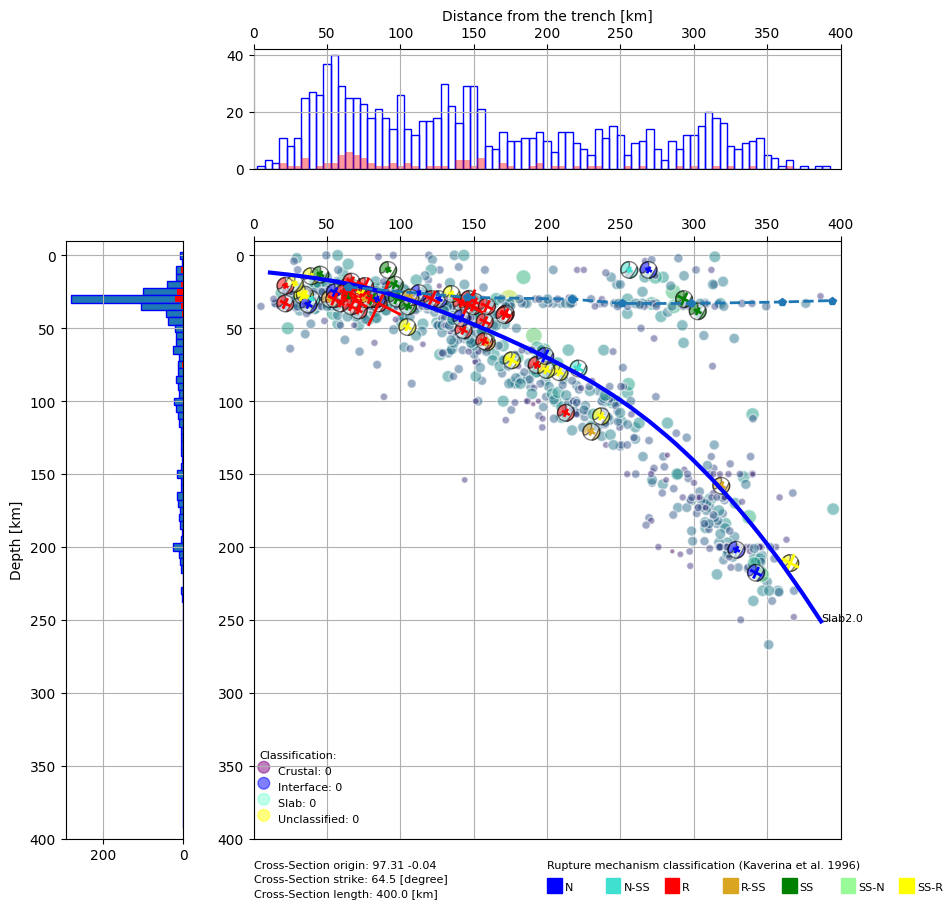 Distance from the trench [km]
0 50 100 150 200 250 300 350 400
40
20
0
0 50 100 150 200 250 300 350 400
0 0
50 50
100 100
150 150
Depth [km]
200 200
250 250
Slab2.0
300 300
350 350
400 400
200 0
Classification:
Crustal: 0
Interface: 0
Slab: 0
Unclassified: 0
Cross-Section origin: 97.31 -0.04
Cross-Section strike: 64.5 [degree]
Cross-Section length: 400.0 [km]
Rupture mechanism classification (Kaverina et al. 1996)
N N-SS R R-SS SS SS-N SS-R